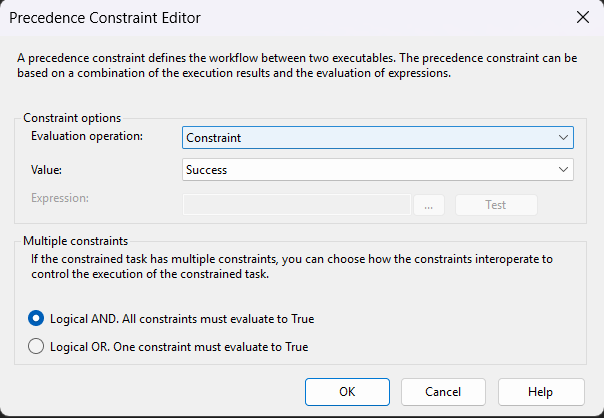 Precedence Constraint Editor
A precedence constraint defines the workflow between two executables. The precedence constraint can be
based on a combination of the execution results and the evaluation of expressions.
Constraint options
Evaluation operation: Constraint
Value: Success
Expression: ... Test
Multiple constraints
If the constrained task has multiple constraints, you can choose how the constraints interoperate to
control the execution of the constrained task.
Logical AND. All constraints must evaluate to True
Logical OR. One constraint must evaluate to True
OK Cancel Help